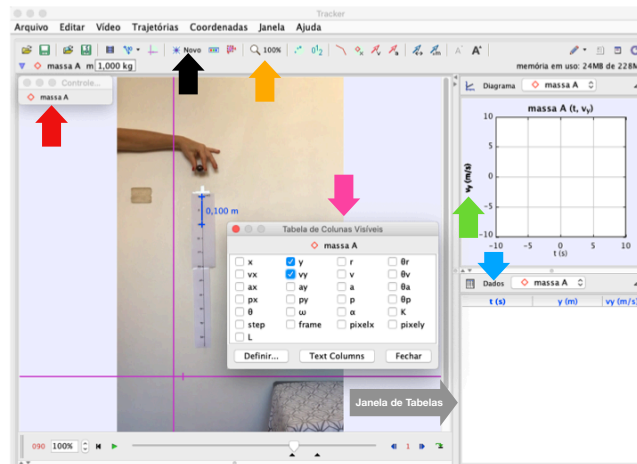 Tracker
Arquivo Editar Vídeo Trajetórias Coordenadas Janela Ajuda
Novo 100%
massa A m 1,000 kg
memória em uso: 24MB de 228M
Controle...
massa A
Diagrama massa A
massa A (t, vy)
10
5
0
-5
-10
vy (m/s)
-10 -5 0 5 10
t (s)
0,100 m
Tabela de Colunas Visíveis
massa A
x y r θr
vx vy v θv
ax ay a θa
px py p θp
θ ω α K
step frame pixelx pixely
L
Definir... Text Columns Fechar
Dados massa A
t (s) y (m) vy (m/s)
Janela de Tabelas
090 100% 1